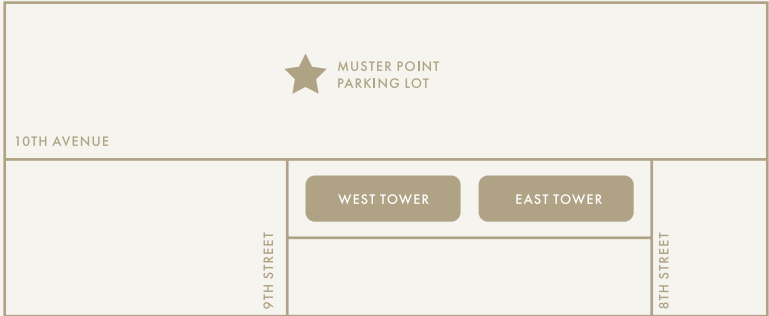 MUSTER POINT
PARKING LOT
10TH AVENUE
WEST TOWER
EAST TOWER
9TH STREET
8TH STREET